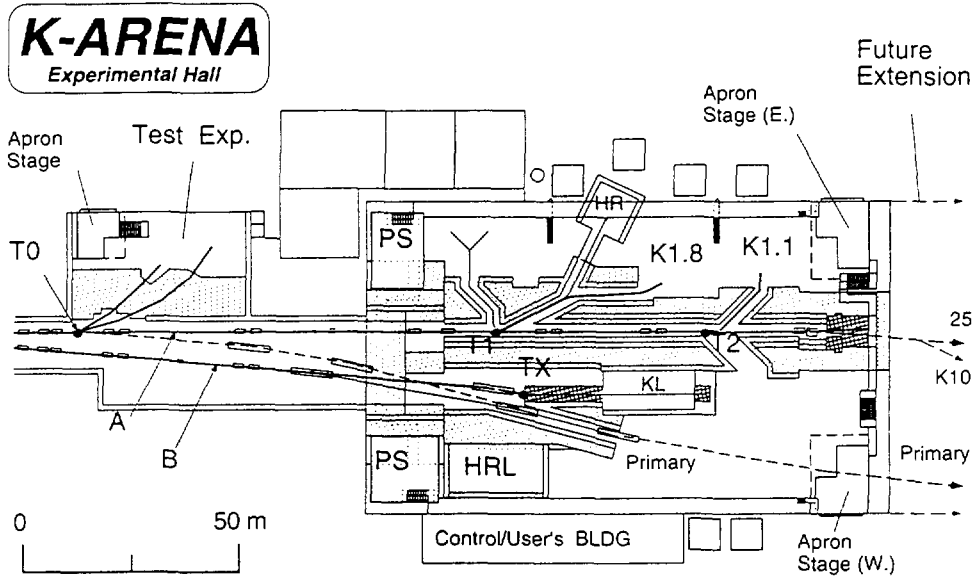 K-ARENA
Experimental Hall
Future
Extension
Apron
Stage (E.)
Apron
Stage
Test Exp.
T0
PS
HR
K1.8
K1.1
T1
T2
25
K10
TX
KL
A
B
PS
HRL
Primary
Primary
0
50 m
Control/User's BLDG
Apron
Stage (W.)